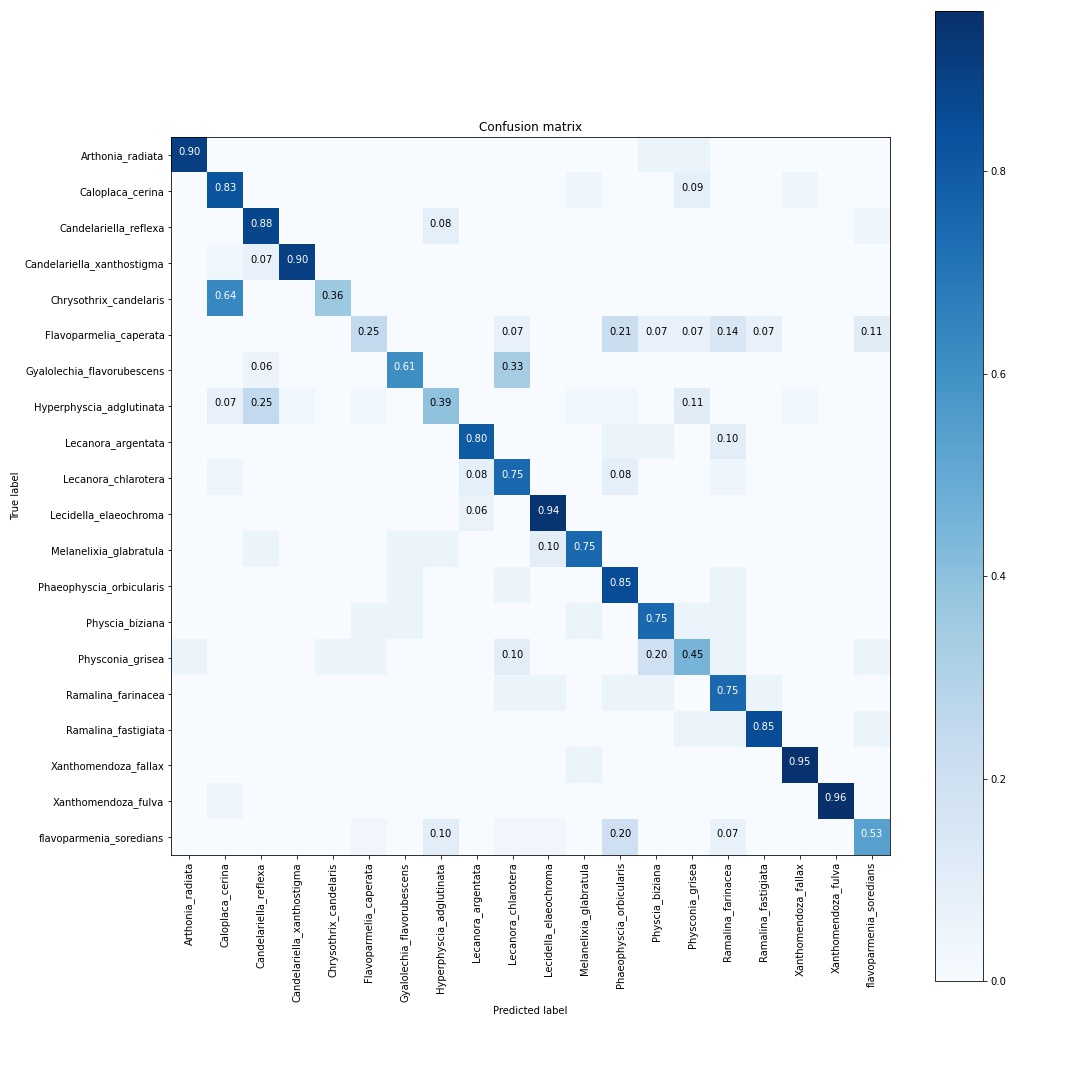 Confusion matrix
Arthonia_radiata 0.90
Caloplaca_cerina 0.83 0.09
0.8
Candelariella_reflexa 0.88 0.08
Candelariella_xanthostigma 0.07 0.90
Chrysothrix_candelaris 0.64 0.36
Flavoparmelia_caperata 0.25 0.07 0.21 0.07 0.07 0.14 0.07 0.11
Gyalolechia_flavorubescens 0.06 0.61 0.33
0.6
Hyperphyscia_adglutinata 0.07 0.25 0.39 0.11
Lecanora_argentata 0.80 0.10
Lecanora_chlarotera 0.08 0.75 0.08
True label
Lecidella_elaeochroma 0.06 0.94
Melanelixia_glabratula 0.10 0.75
0.4
Phaeophyscia_orbicularis 0.85
Physcia_biziana 0.75
Physconia_grisea 0.10 0.20 0.45
Ramalina_farinacea 0.75
Ramalina_fastigiata 0.85
Xanthomendoza_fallax 0.95
0.2
Xanthomendoza_fulva 0.96
flavoparmenia_soredians 0.10 0.20 0.07 0.53
0.0
Arthonia_radiata
Caloplaca_cerina
Candelariella_reflexa
Candelariella_xanthostigma
Chrysothrix_candelaris
Flavoparmelia_caperata
Gyalolechia_flavorubescens
Hyperphyscia_adglutinata
Lecanora_argentata
Lecanora_chlarotera
Lecidella_elaeochroma
Melanelixia_glabratula
Phaeophyscia_orbicularis
Physcia_biziana
Physconia_grisea
Ramalina_farinacea
Ramalina_fastigiata
Xanthomendoza_fallax
Xanthomendoza_fulva
flavoparmenia_soredians
Predicted label